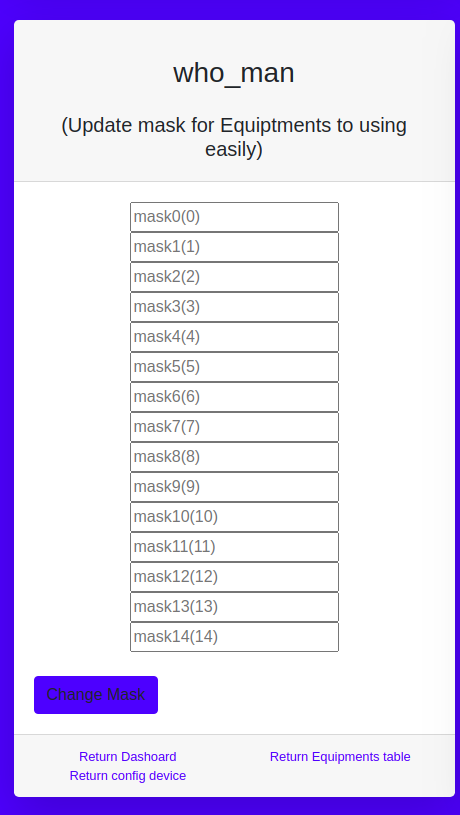 who_man
(Update mask for Equiptments to using
easily)
mask0(0)
mask1(1)
mask2(2)
mask3(3)
mask4(4)
mask5(5)
mask6(6)
mask7(7)
mask8(8)
mask9(9)
mask10(10)
mask11(11)
mask12(12)
mask13(13)
mask14(14)
Change Mask
Return Dashoard
Return Equipments table
Return config device